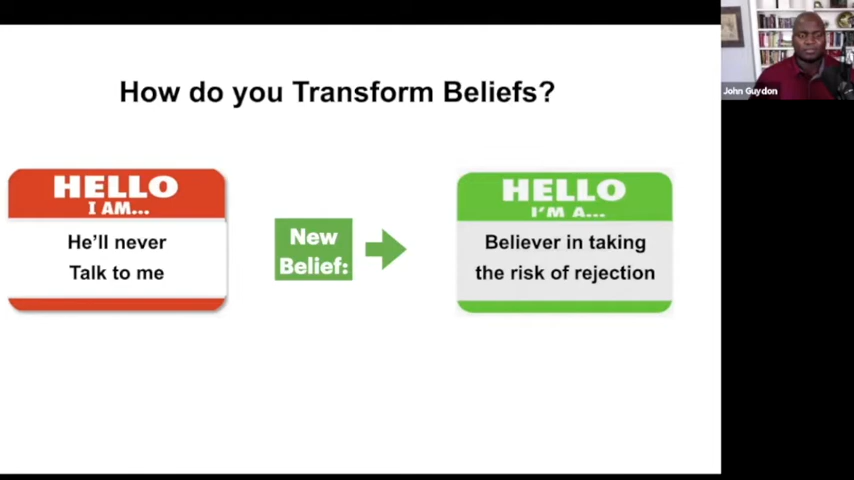 How do you Transform Beliefs?
HELLO
I AM...
He'll never
Talk to me
New
Belief:
HELLO
I'M A...
Believer in taking
the risk of rejection
John Guydon